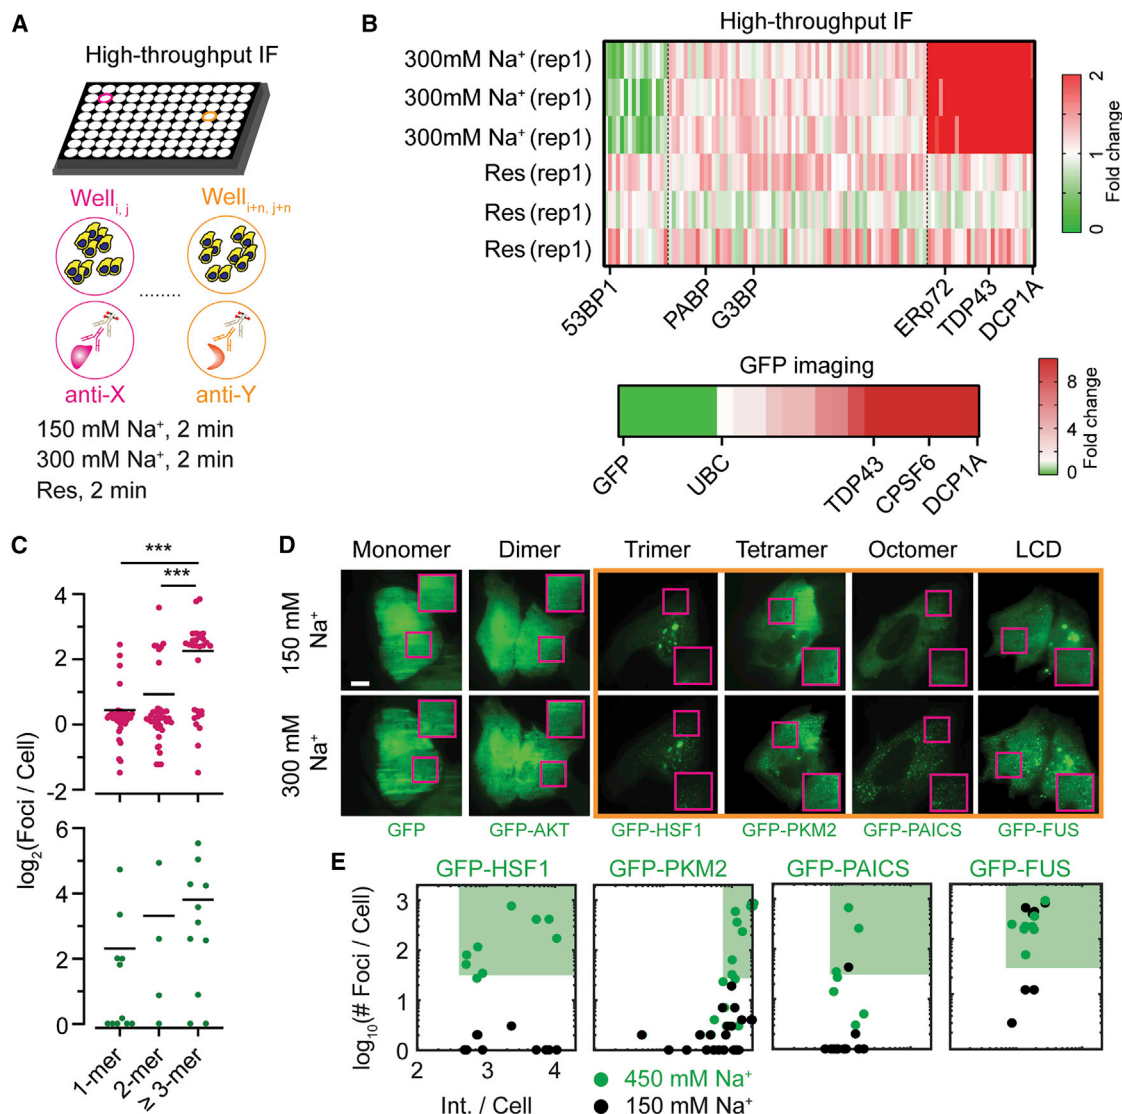 A
High-throughput IF
Well i, j
Well i+n, j+n
........
anti-X
anti-Y
150 mM Na+, 2 min
300 mM Na+, 2 min
Res, 2 min
B
High-throughput IF
300mM Na+ (rep1)
300mM Na+ (rep1)
300mM Na+ (rep1)
Res (rep1)
Res (rep1)
Res (rep1)
53BP1
PABP
G3BP
ERp72
TDP43
DCP1A
2
1
0
Fold change
GFP imaging
GFP
UBC
TDP43
CPSF6
DCP1A
8
4
0
Fold change
C
***
***
4
2
0
-2
6
4
2
0
log2(Foci / Cell)
1-mer
2-mer
≥ 3-mer
D
Monomer
Dimer
Trimer
Tetramer
Octomer
LCD
150 mM
Na+
300 mM
Na+
GFP
GFP-AKT
GFP-HSF1
GFP-PKM2
GFP-PAICS
GFP-FUS
E
GFP-HSF1
GFP-PKM2
GFP-PAICS
GFP-FUS
3
2
1
0
log10(# Foci / Cell)
2
3
4
Int. / Cell
450 mM Na+
150 mM Na+